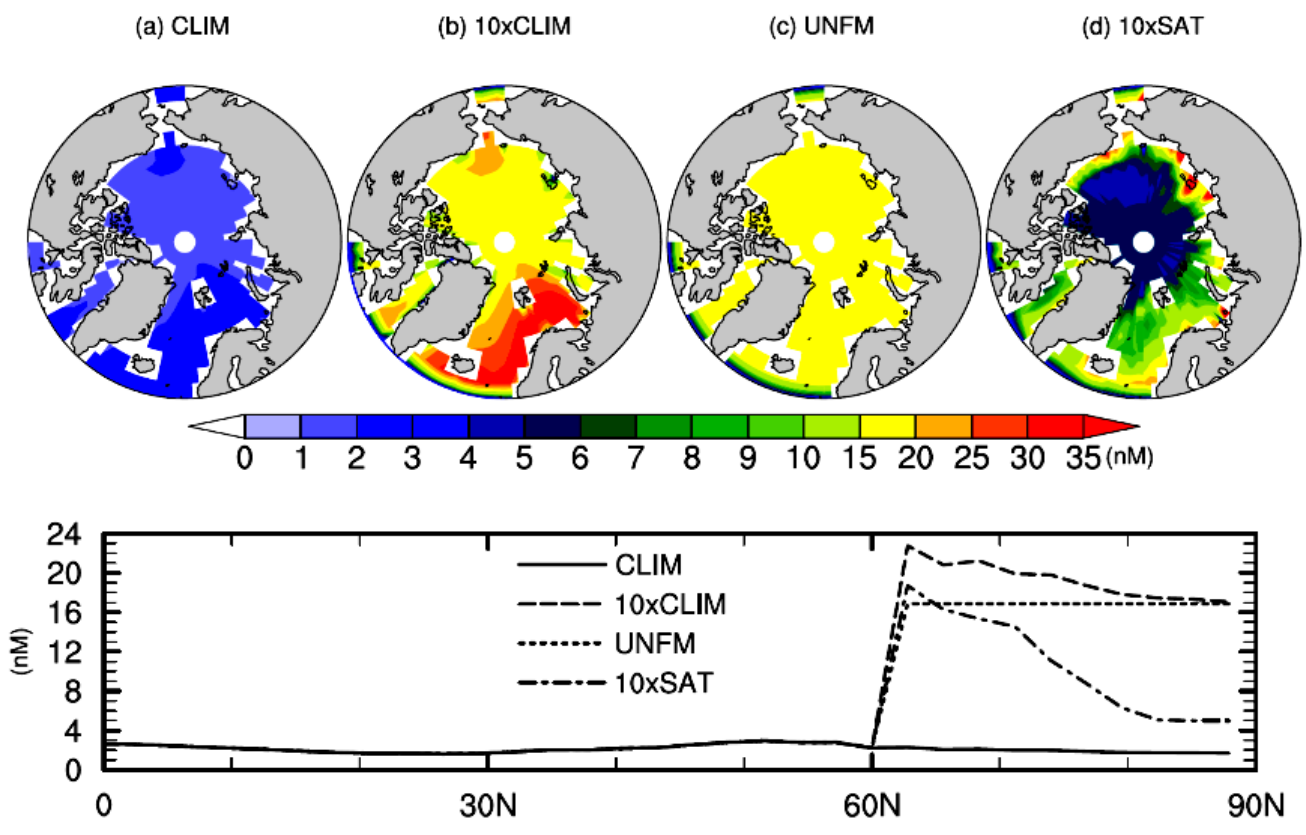 (a) CLIM (b) 10xCLIM (c) UNFM (d) 10xSAT
0 1 2 3 4 5 6 7 8 9 10 15 20 25 30 35 (nM)
24
20
16
12
8
4
0
(nM)
CLIM
10xCLIM
UNFM
10xSAT
0 30N 60N 90N